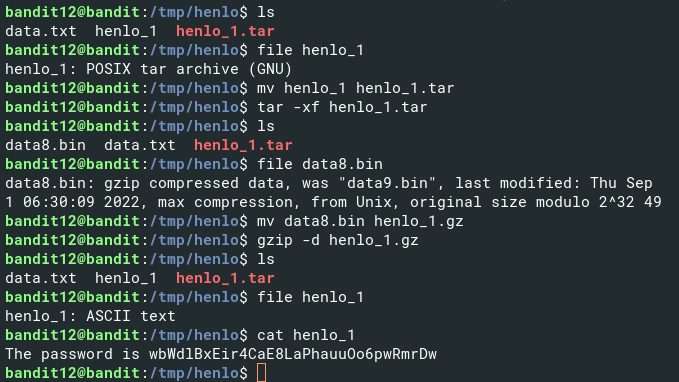 bandit12@bandit:/tmp/henlo$ ls
data.txt  henlo_1  henlo_1.tar
bandit12@bandit:/tmp/henlo$ file henlo_1
henlo_1: POSIX tar archive (GNU)
bandit12@bandit:/tmp/henlo$ mv henlo_1 henlo_1.tar
bandit12@bandit:/tmp/henlo$ tar -xf henlo_1.tar
bandit12@bandit:/tmp/henlo$ ls
data8.bin  data.txt  henlo_1.tar
bandit12@bandit:/tmp/henlo$ file data8.bin
data8.bin: gzip compressed data, was "data9.bin", last modified: Thu Sep
1 06:30:09 2022, max compression, from Unix, original size modulo 2^32 49
bandit12@bandit:/tmp/henlo$ mv data8.bin henlo_1.gz
bandit12@bandit:/tmp/henlo$ gzip -d henlo_1.gz
bandit12@bandit:/tmp/henlo$ ls
data.txt  henlo_1  henlo_1.tar
bandit12@bandit:/tmp/henlo$ file henlo_1
henlo_1: ASCII text
bandit12@bandit:/tmp/henlo$ cat henlo_1
The password is wbWdlBxEir4CaE8LaPhauuOo6pwRmrDw
bandit12@bandit:/tmp/henlo$